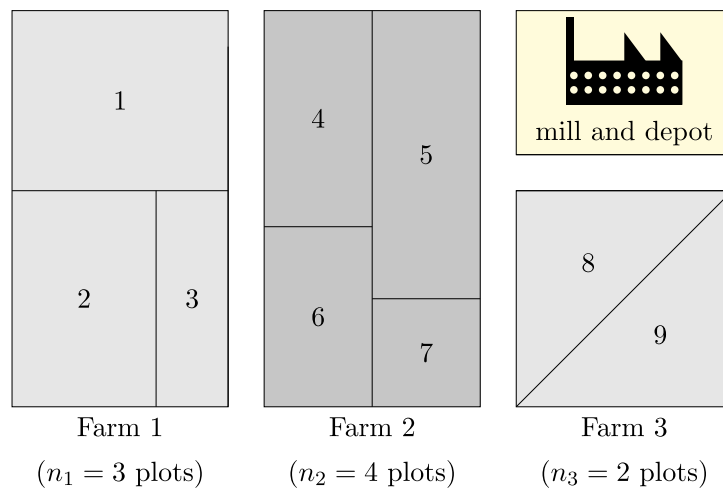 1
2
3
Farm 1
(n₁ = 3 plots)
4
5
6
7
Farm 2
(n₂ = 4 plots)
mill and depot
8
9
Farm 3
(n₃ = 2 plots)